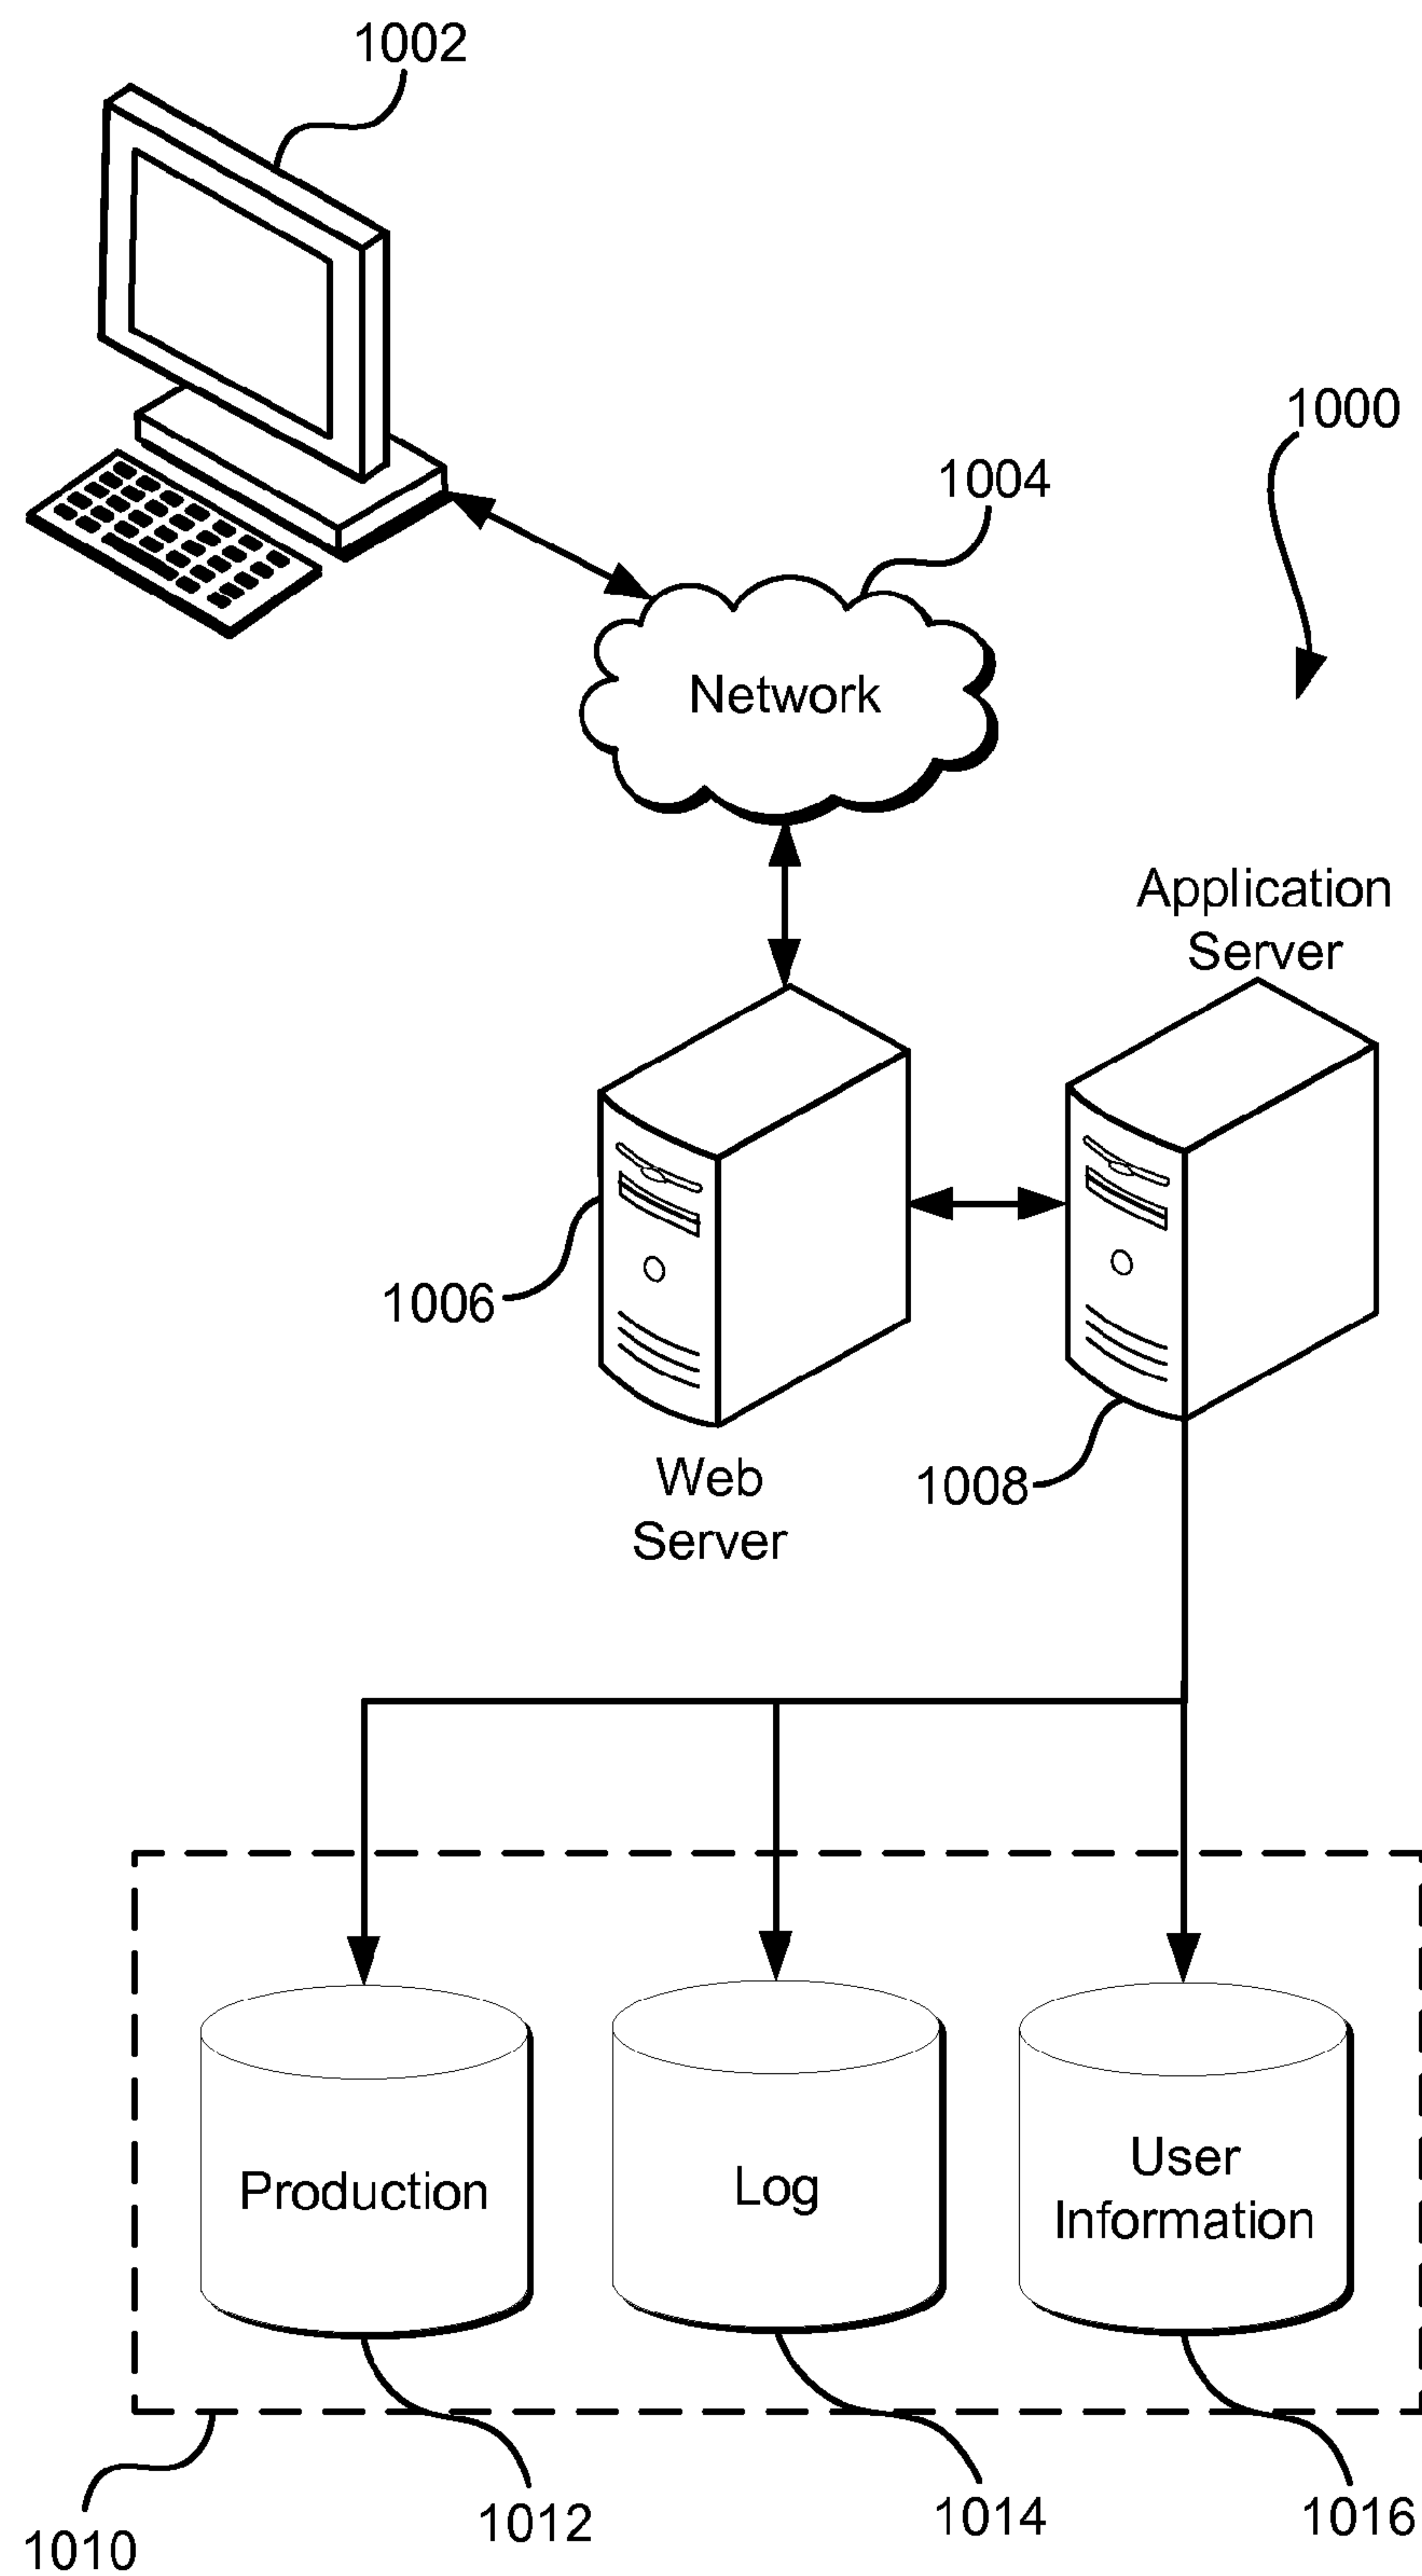 1002
1000
1004
Network
Application
Server
1006
Web
Server
1008
Production
Log
User
Information
1010
1012
1014
1016